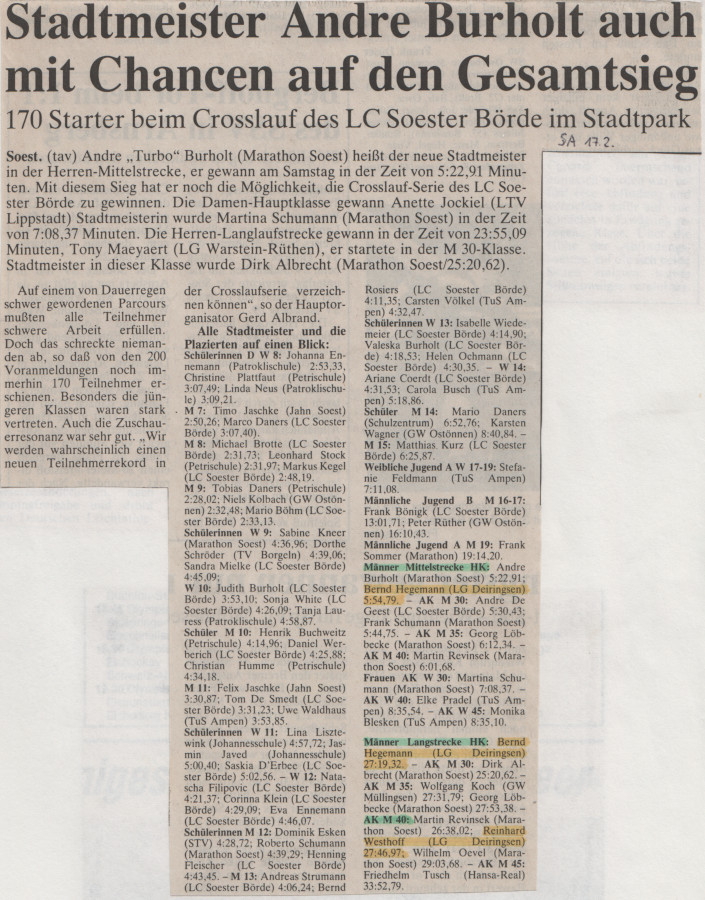 Stadtmeister Andre Burholt auch
mit Chancen auf den Gesamtsieg
170 Starter beim Crosslauf des LC Soester Börde im Stadtpark
SA 17.2.
Soest. (tav) Andre „Turbo" Burholt (Marathon Soest) heißt der neue Stadtmeister
in der Herren-Mittelstrecke, er gewann am Samstag in der Zeit von 5:22,91 Minu-
ten. Mit diesem Sieg hat er noch die Möglichkeit, die Crosslauf-Serie des LC Soe-
ster Börde zu gewinnen. Die Damen-Hauptklasse gewann Anette Jockiel (LTV
Lippstadt) Stadtmeisterin wurde Martina Schumann (Marathon Soest) in der Zeit
von 7:08,37 Minuten. Die Herren-Langlaufstrecke gewann in der Zeit von 23:55,09
Minuten, Tony Maeyaert (LG Warstein-Rüthen), er startete in der M 30-Klasse.
Stadtmeister in dieser Klasse wurde Dirk Albrecht (Marathon Soest/25:20,62).
Auf einem von Dauerregen
schwer gewordenen Parcours
mußten alle Teilnehmer
schwere Arbeit erfüllen.
Doch das schreckte nieman-
den ab, so daß von den 200
Voranmeldungen noch im-
merhin 170 Teilnehmer er-
schienen. Besonders die jün-
geren Klassen waren stark
vertreten. Auch die Zuschau-
erresonanz war sehr gut. „Wir
werden wahrscheinlich einen
neuen Teilnehmerrekord in
der Crosslaufserie verzeich-
nen können", so der Hauptor-
ganisator Gerd Albrand.
Alle Stadtmeister und die
Plazierten auf einen Blick:
Schülerinnen D W 8: Johanna En-
nemann (Patroklischule) 2:53,33,
Christine Plattfaut (Petrischule)
3:07,49; Linda Neus (Patroklischu-
le) 3:09,21.
M 7: Timo Jaschke (Jahn Soest)
2:50,26; Marco Daners (LC Soester
Börde) 3:07,40).
M 8: Michael Brotte (LC Soester
Börde) 2:31,73; Leonhard Stock
(Petrischule) 2:31,97; Markus Kegel
(LC Soester Börde) 2:48,19.
M 9: Tobias Daners (Petrischule)
2:28,02; Niels Kolbach (GW Ostön-
nen) 2:32,48; Mario Böhm (LC Soe-
ster Börde) 2:33,13.
Schülerinnen W 9: Sabine Kneer
(Marathon Soest) 4:36,96; Dorthe
Schröder (TV Borgeln) 4:39,06;
Sandra Mielke (LC Soester Börde)
4:45,09;
W 10: Judith Burholt (LC Soester
Börde) 3:53,10; Sonja White (LC
Soester Börde) 4:26,09; Tanja Lau-
ress (Patroklischule) 4:58,87.
Schüler M 10: Henrik Buchweitz
(Petrischule) 4:14,96; Daniel Wer-
berich (LC Soester Börde) 4:25,88;
Christian Humme (Petrischule)
4:34,18.
M 11: Felix Jaschke (Jahn Soest)
3:30,87; Tom De Smedt (LC Soe-
ster Börde) 3:31,23; Uwe Waldhaus
(TuS Ampen) 3:53,85.
Schülerinnen W 11: Lina Liszte-
wink (Johannesschule) 4:57,72; Jas-
min Javed (Johannesschule)
5:00,40; Saskia D'Erbee (LC Soe-
ster Börde) 5:02,56. – W 12: Nata-
scha Filipovic (LC Soester Börde)
4:21,37; Corinna Klein (LC Soester
Börde) 4:29,09; Eva Ennemann
(LC Soester Börde) 4:46,07.
Schülerinnen M 12: Dominik Esken
(STV) 4:28,72; Roberto Schumann
(Marathon Soest) 4:39,29; Henning
Fleischer (LC Soester Börde)
4:43,45. – M 13: Andreas Strumann
(LC Soester Börde) 4:06,24; Bernd
Rosiers (LC Soester Börde)
4:11,35; Carsten Völkel (TuS Am-
pen) 4:32,47.
Schülerinnen W 13: Isabelle Wiede-
meier (LC Soester Börde) 4:14,90;
Valeska Burholt (LC Soester Bör-
de) 4:18,53; Helen Oehmann (LC
Soester Börde) 4:30,35. – W 14:
Ariane Coerdt (LC Soester Börde)
4:31,53; Carola Busch (TuS Am-
pen) 5:18,86.
Schüler M 14: Mario Daners
(Schulzentrum) 6:52,76; Karsten
Wagner (GW Ostönnen) 8:40,84. –
M 15: Matthias Kurz (LC Soester
Börde) 6:25,87.
Weibliche Jugend A W 17-19: Stefa-
nie Feldmann (TuS Ampen)
7:11,08.
Männliche Jugend B M 16-17:
Frank Bönigk (LC Soester Börde)
13:01,71; Peter Rüther (GW Ostön-
nen) 16:10,43.
Männliche Jugend A M 19: Frank
Sommer (Marathon) 19:14,20.
Männer Mittelstrecke HK: Andre
Burholt (Marathon Soest) 5:22,91;
Bernd Hegemann (LG Deiringsen)
5:54,79. – AK M 30: Andre De
Geest (LC Soester Börde) 5:30,43;
Frank Schumann (Marathon Soest)
5:44,75. – AK M 35: Georg Löb-
becke (Marathon Soest) 6:12,34. –
AK M 40: Martin Revinsek (Mara-
thon Soest) 6:01,68.
Frauen AK W 30: Martina Schu-
mann (Marathon Soest) 7:08,37. –
AK W 40: Elke Pradel (TuS Am-
pen) 8:35,54. – AK W 45: Monika
Blesken (TuS Ampen) 8:35,10.
Männer Langstrecke HK: Bernd
Hegemann (LG Deiringsen)
27:19,32. – AK M 30: Dirk Al-
brecht (Marathon Soest) 25:20,62. –
AK M 35: Wolfgang Koch (GW
Müllingsen) 27:31,79; Georg Löb-
becke (Marathon Soest) 27:53,38. –
AK M 40: Martin Revinsek (Mara-
thon Soest) 26:38,02; Reinhard
Westhoff (LG Deiringsen)
27:46,97; Wilhelm Oevel (Mara-
thon Soest) 29:03,68. – AK M 45:
Friedhelm Tusch (Hansa-Real)
33:52,79.